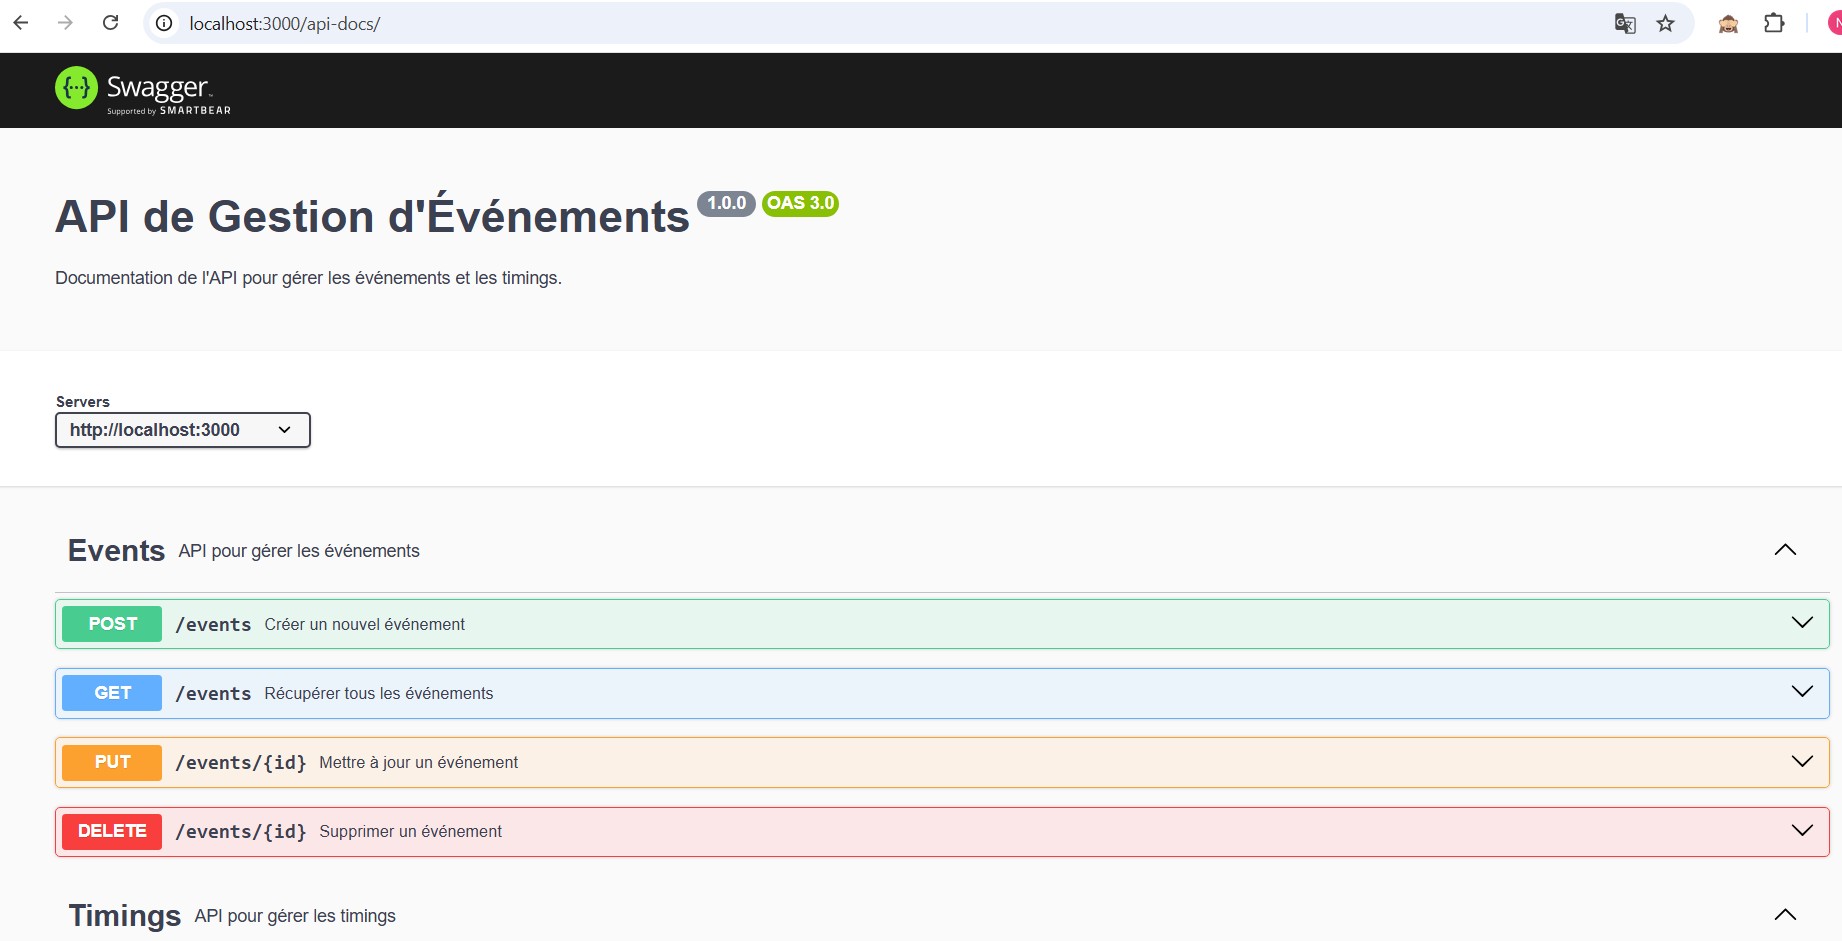 localhost:3000/api-docs/
Swagger
Supported by SMARTBEAR
API de Gestion d'Événements 1.0.0 OAS 3.0
Documentation de l'API pour gérer les événements et les timings.
Servers
http://localhost:3000
Events API pour gérer les événements
POST /events Créer un nouvel événement
GET /events Récupérer tous les événements
PUT /events/{id} Mettre à jour un événement
DELETE /events/{id} Supprimer un événement
Timings API pour gérer les timings